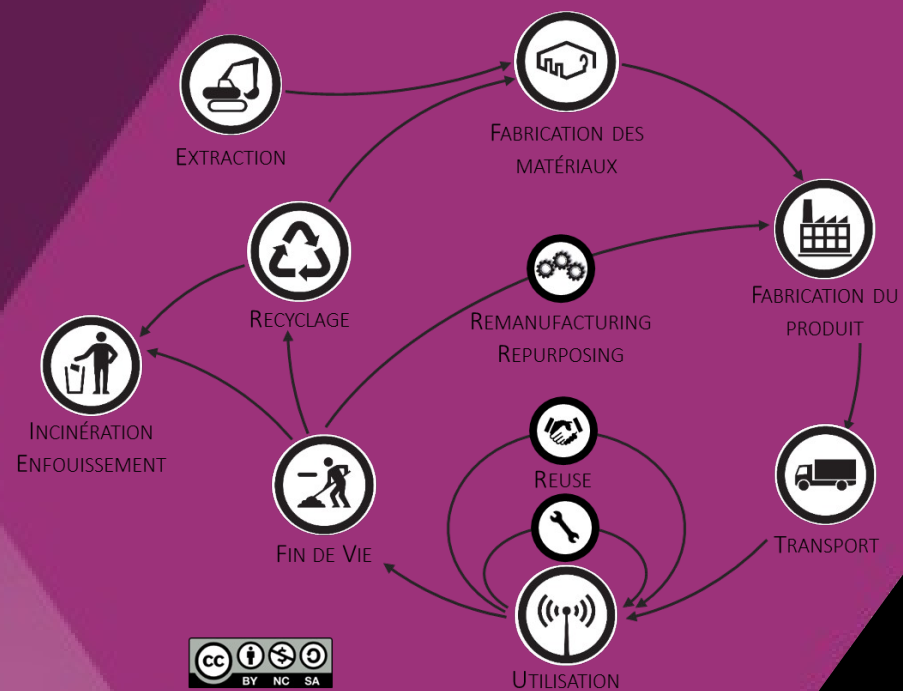 EXTRACTION
FABRICATION DES
MATÉRIAUX
RECYCLAGE
REMANUFACTURING
REPURPOSING
FABRICATION DU
PRODUIT
INCINÉRATION
ENFOUISSEMENT
REUSE
FIN DE VIE
TRANSPORT
UTILISATION
cc
BY NC SA